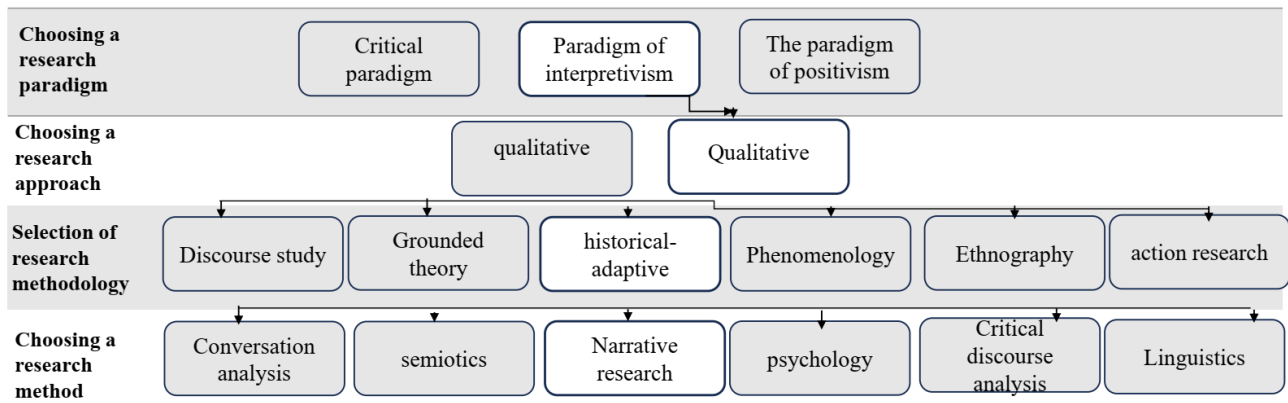 Choosing a
research
paradigm
Critical
paradigm
Paradigm of
interpretivism
The paradigm
of positivism
Choosing a
research
approach
qualitative
Qualitative
Selection of
research
methodology
Discourse study
Grounded
theory
historical-
adaptive
Phenomenology
Ethnography
action research
Choosing a
research
method
Conversation
analysis
semiotics
Narrative
research
psychology
Critical
discourse
analysis
Linguistics